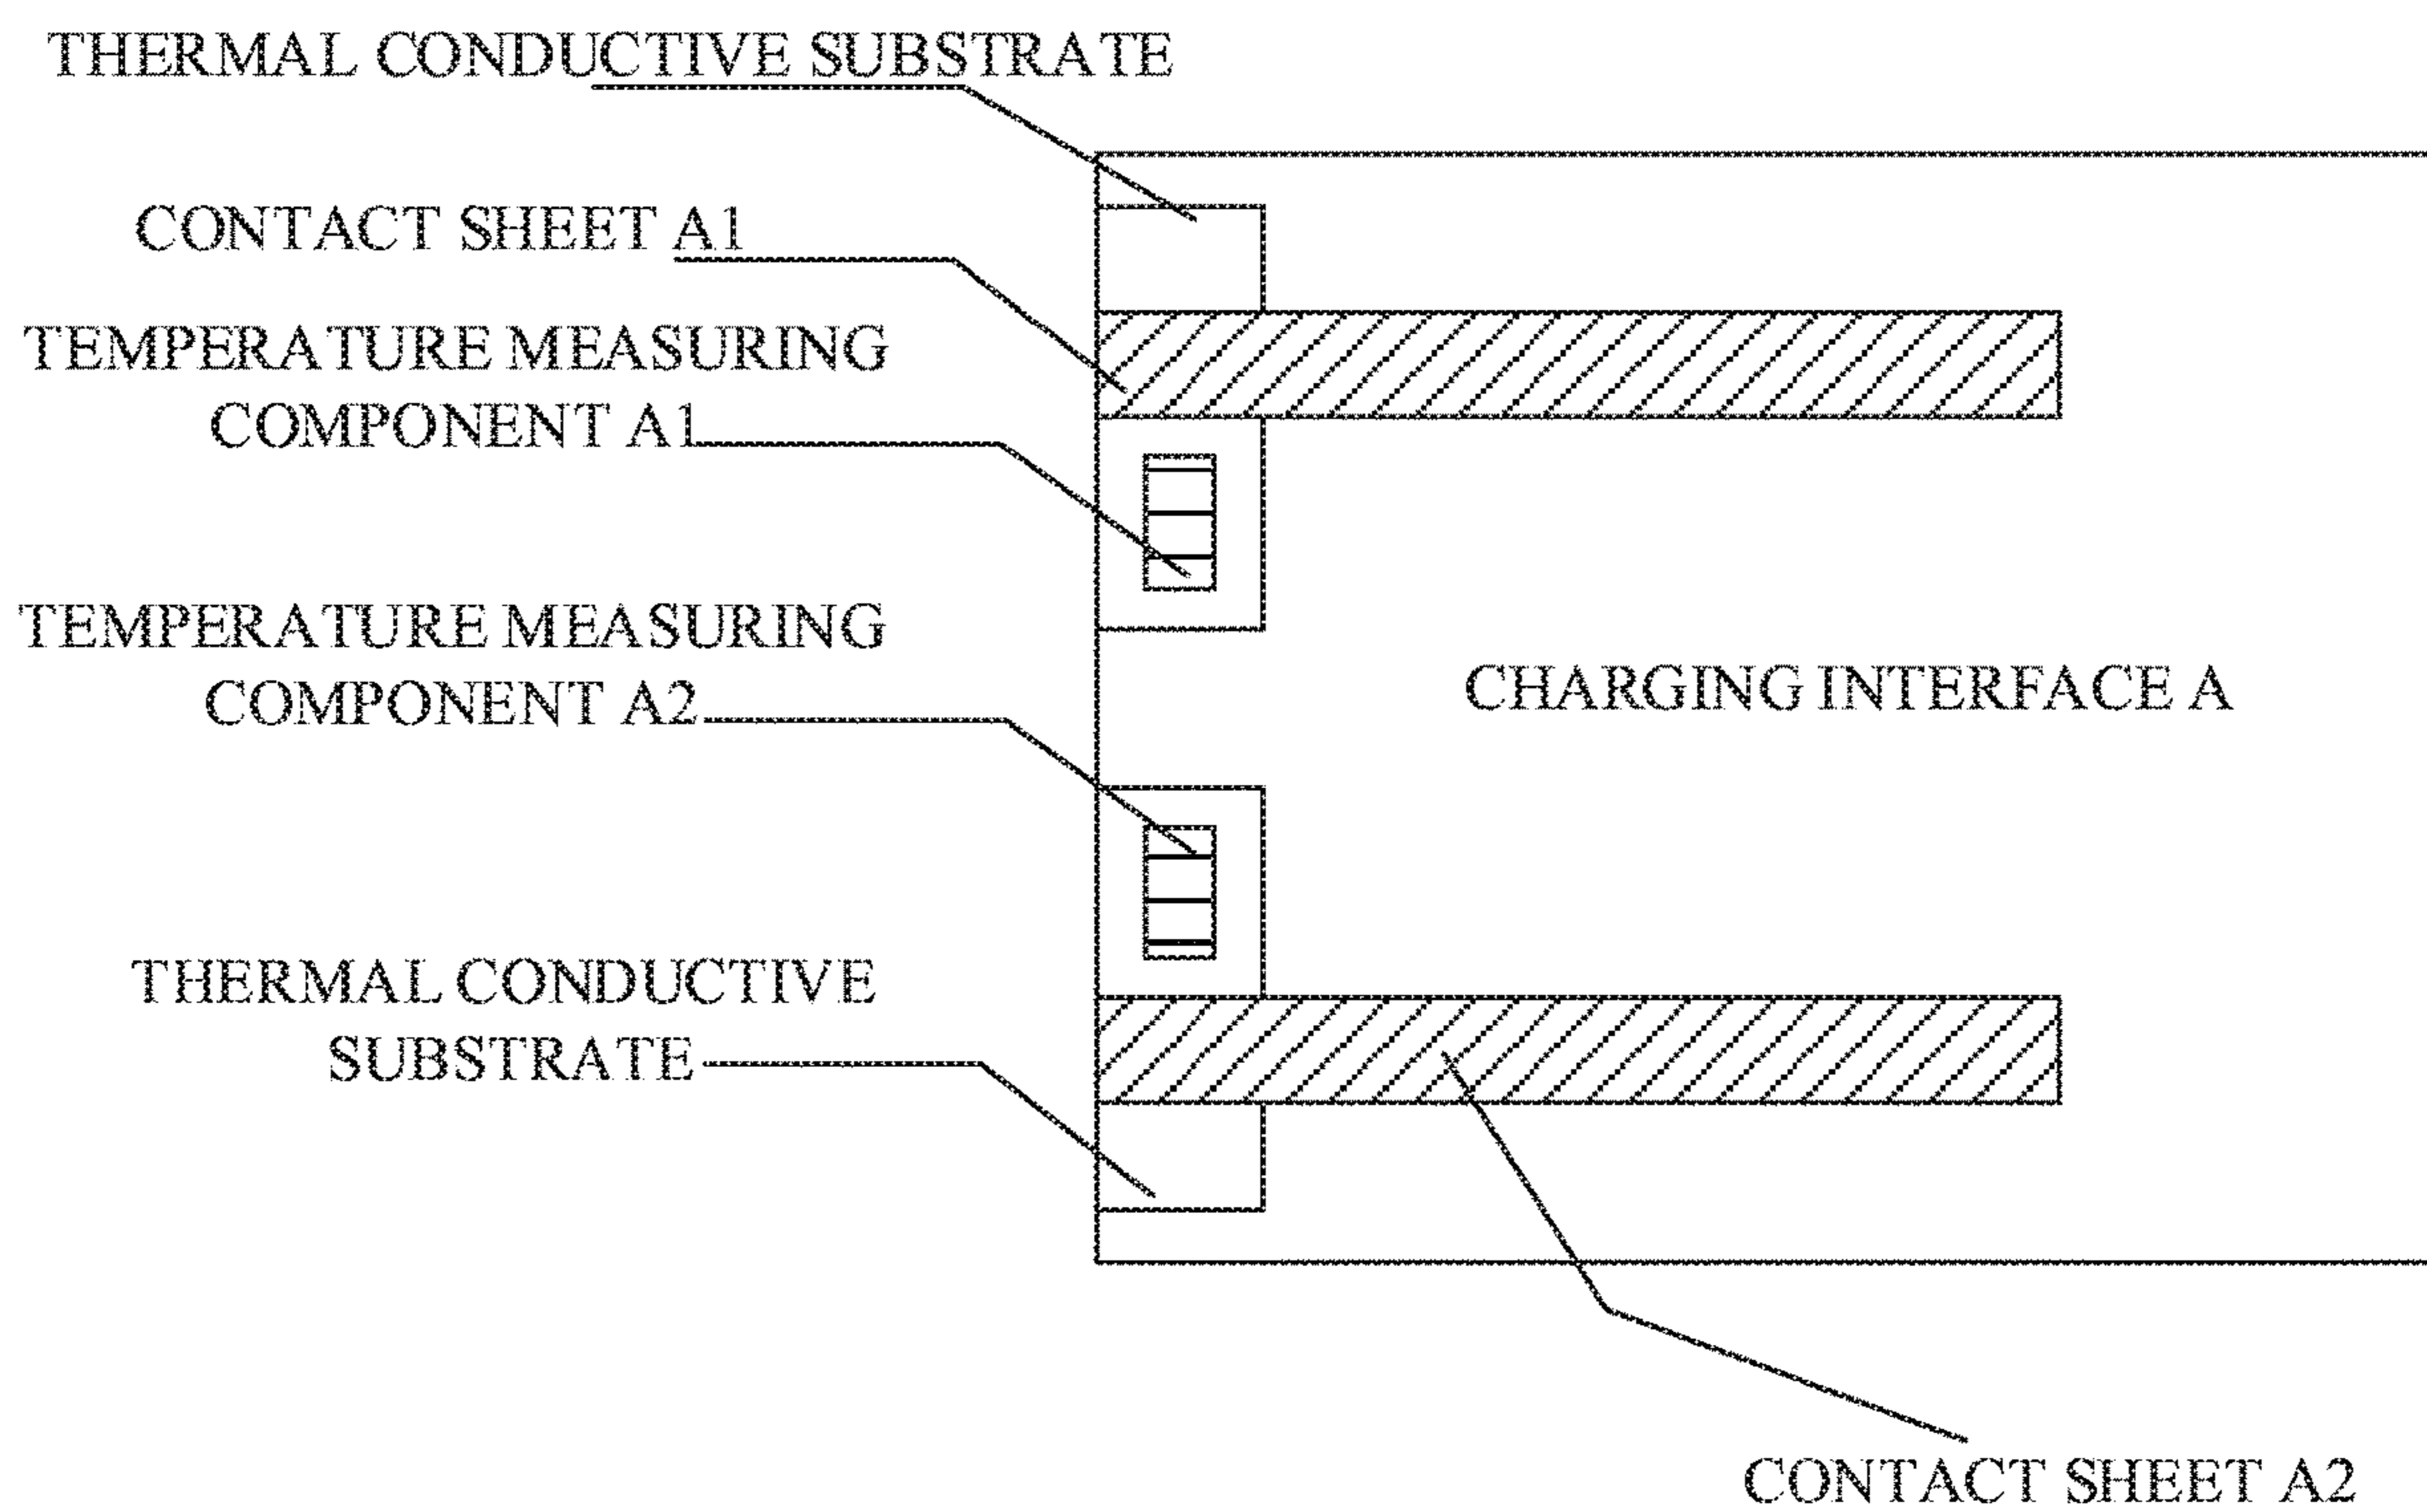 THERMAL CONDUCTIVE SUBSTRATE
CONTACT SHEET A1
TEMPERATURE MEASURING
COMPONENT A1
TEMPERATURE MEASURING
COMPONENT A2
CHARGING INTERFACE A
THERMAL CONDUCTIVE
SUBSTRATE
CONTACT SHEET A2